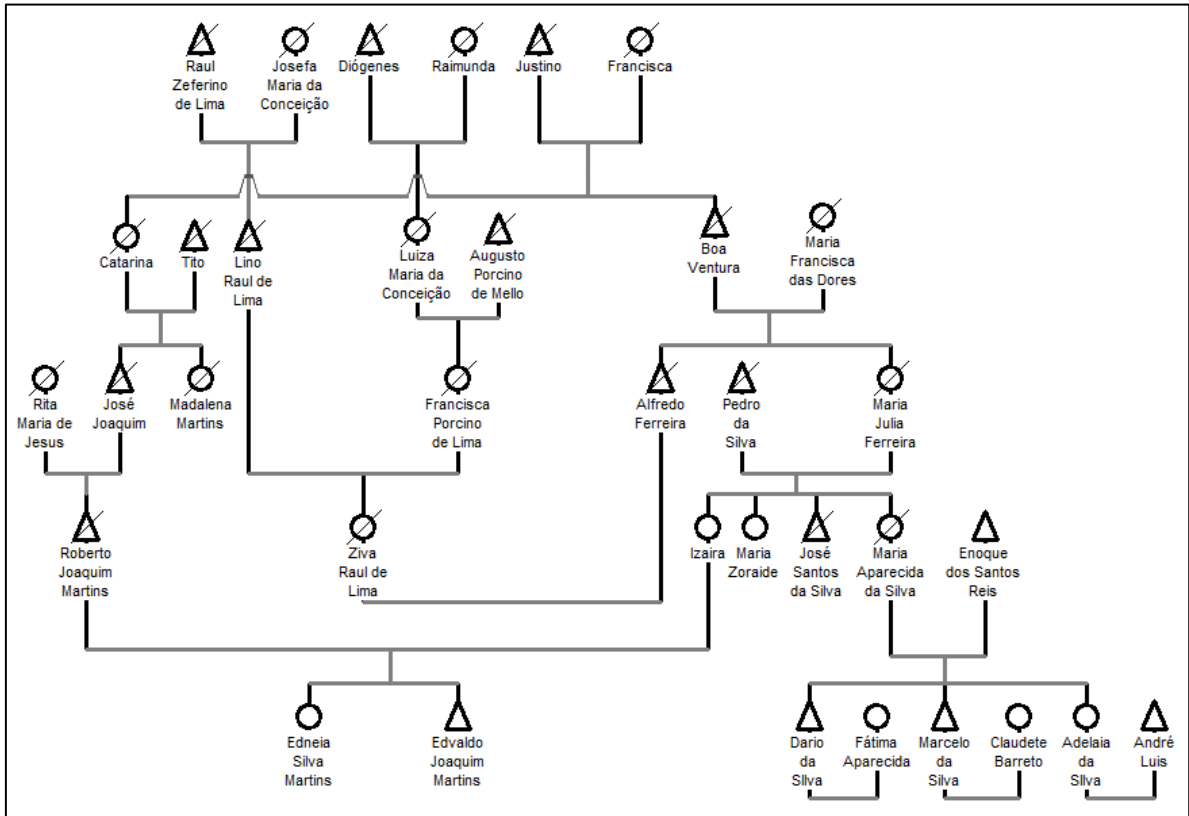 Raul
Zeferino
de Lima
Josefa
Maria da
Conceição
Diógenes
Raimunda
Justino
Francisca
Catarina
Tito
Lino
Raul de
Lima
Luiza
Maria da
Conceição
Augusto
Porcino
de Mello
Boa
Ventura
Maria
Francisca
das Dores
Rita
Maria de
Jesus
José
Joaquim
Madalena
Martins
Francisca
Porcino
de Lima
Alfredo
Ferreira
Pedro
da
Silva
Maria
Julia
Ferreira
Roberto
Joaquim
Martins
Ziva
Raul de
Lima
Izaira
Maria
Zoraide
José
Santos
da Silva
Maria
Aparecida
da Silva
Enoque
dos Santos
Reis
Edneia
Silva
Martins
Edvaldo
Joaquim
Martins
Dario
da
SIlva
Fátima
Aparecida
Marcelo
da
Silva
Claudete
Barreto
Adelaia
da
SIlva
André
Luis